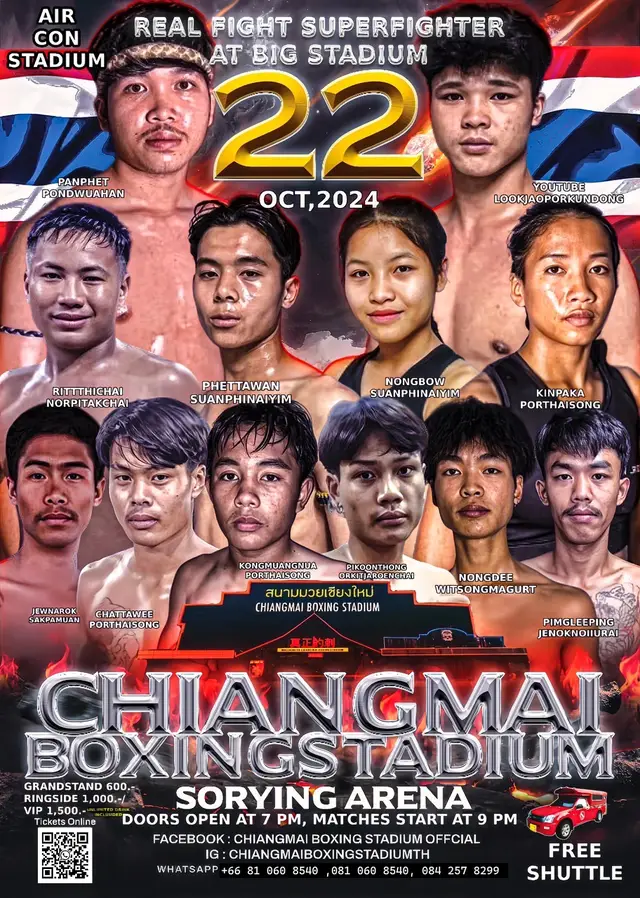 AIR
CON
STADIUM
REAL FIGHT SUPERFIGHTER
AT BIG STADIUM
22
OCT,2024
PANPHET
PONDWUAHAN
YOUTUBE
LOOKJAOPORKUNDONG
RITTTHICHAI
NORPITAKCHAI
PHETTAWAN
SUANPHINAIYIM
NONGBOW
SUANPHINAIYIM
KINPAKA
PORTHAISONG
JEWNAROK
SAKPAMUAN
CHATTAWEE
PORTHAISONG
KONGMUANGNUA
PORTHAISONG
PIKOONTHONG
ORKITJAROENCHAI
NONGDEE
WITSONGMAGURT
PIMGLEEPING
JENOKNOIIURAI
สนามมวยเชียงใหม่
CHIANGMAI BOXING STADIUM
CHIANGMAI
BOXINGSTADIUM
GRANDSTAND 600.-
RINGSIDE 1,000.-/
VIP 1,500.- UNLIMITED DRINK INCLUDED
Tickets Online
SORYING ARENA
DOORS OPEN AT 7 PM, MATCHES START AT 9 PM
FACEBOOK : CHIANGMAI BOXING STADIUM OFFCIAL
IG : CHIANGMAIBOXINGSTADIUMTH
WHATSAPP +66 81 060 8540 ,081 060 8540, 084 257 8299
FREE
SHUTTLE